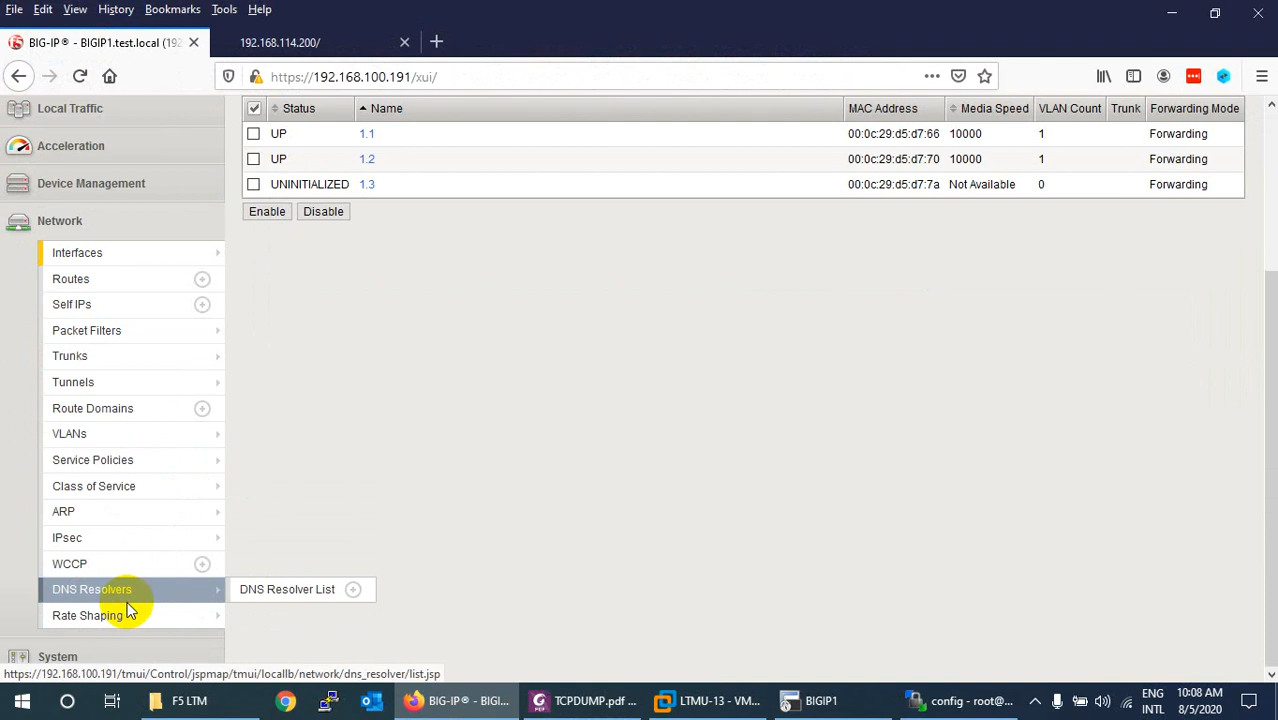 File Edit View History Bookmarks Tools Help
BIG-IP® - BIGIP1.test.local (192
192.168.114.200/
https://192.168.100.191/xui/
Local Traffic
Acceleration
Device Management
Network
Interfaces
Routes
Self IPs
Packet Filters
Trunks
Tunnels
Route Domains
VLANs
Service Policies
Class of Service
ARP
IPsec
WCCP
DNS Resolvers
Rate Shaping
System
DNS Resolver List
Status Name MAC Address Media Speed VLAN Count Trunk Forwarding Mode
UP 1.1 00:0c:29:d5:d7:66 10000 1 Forwarding
UP 1.2 00:0c:29:d5:d7:70 10000 1 Forwarding
UNINITIALIZED 1.3 00:0c:29:d5:d7:7a Not Available 0 Forwarding
Enable Disable
https://192.168.100.191/tmui/Control/jspmap/tmui/locallb/network/dns_resolver/list.jsp
F5 LTM
BIG-IP® - BIGI...
TCPDUMP.pdf ...
LTMU-13 - VM...
BIGIP1
config - root@...
ENG
INTL
10:08 AM
8/5/2020